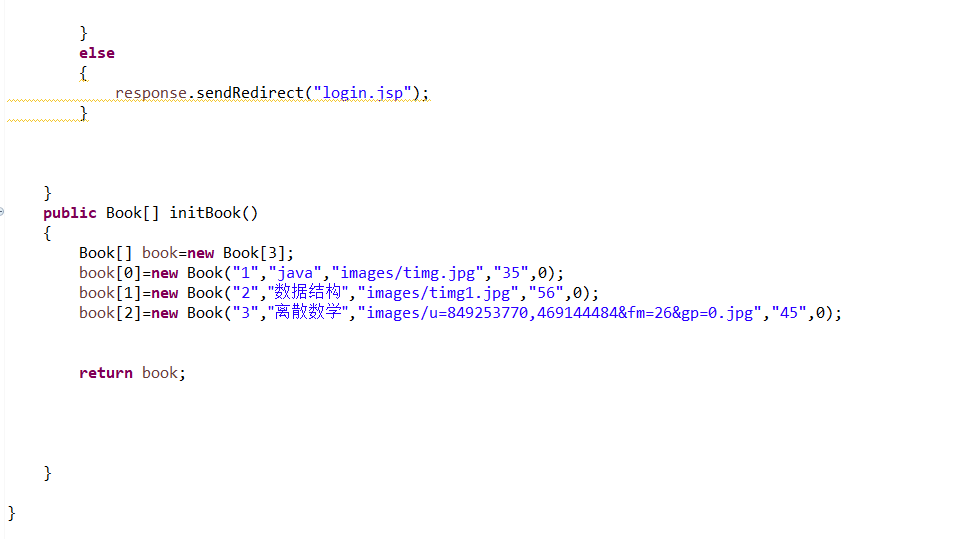 }
else
{
response.sendRedirect("login.jsp");
}
}
public Book[] initBook()
{
Book[] book=new Book[3];
book[0]=new Book("1","java","images/timg.jpg","35",0);
book[1]=new Book("2","数据结构","images/timg1.jpg","56",0);
book[2]=new Book("3","离散数学","images/u=849253770,469144484&fm=26&gp=0.jpg","45",0);
return book;
}
}